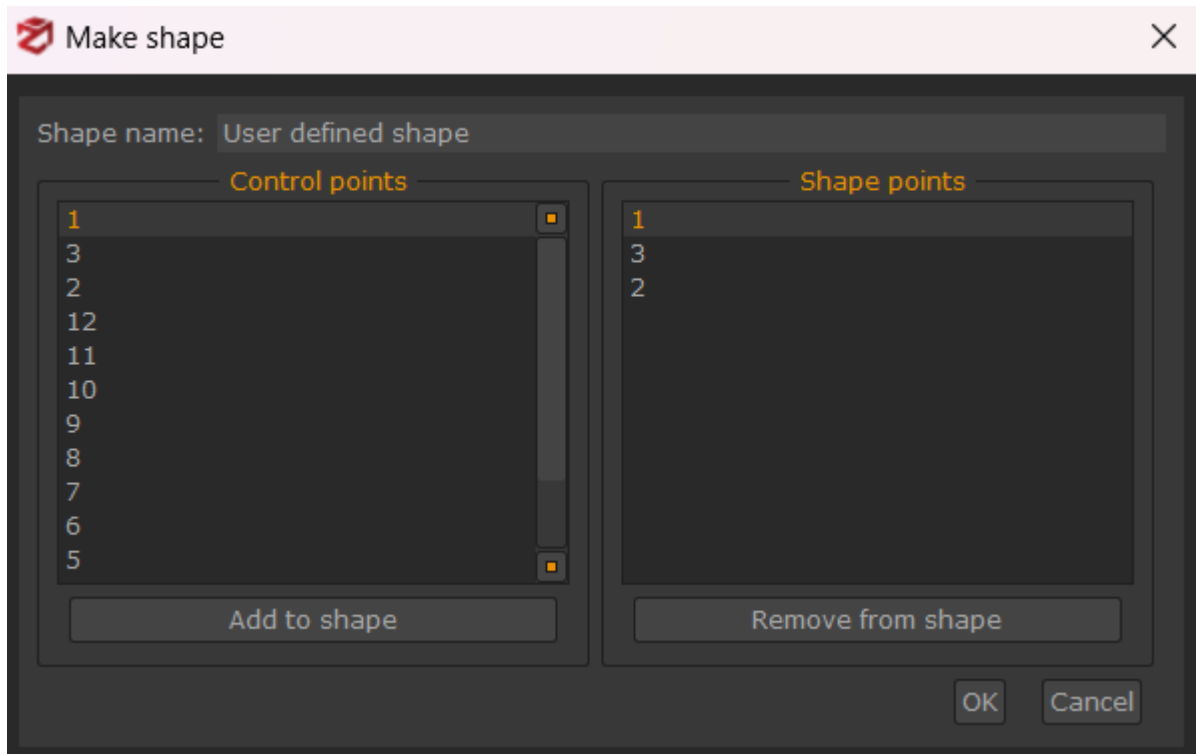 Make shape
Shape name: User defined shape
Control points
1
3
2
12
11
10
9
8
7
6
5
Add to shape
Shape points
1
3
2
Remove from shape
OK
Cancel